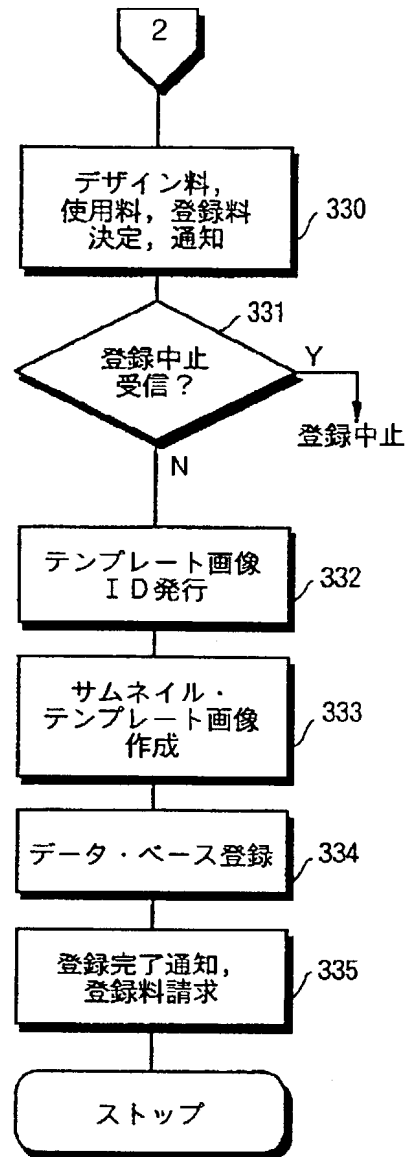 2
デザイン料,
使用料, 登録料
決定, 通知
330
331
登録中止
受信?
Y
登録中止
N
テンプレート画像
ID発行
332
サムネイル・
テンプレート画像
作成
333
データ・ベース登録
334
登録完了通知,
登録料請求
335
ストップ